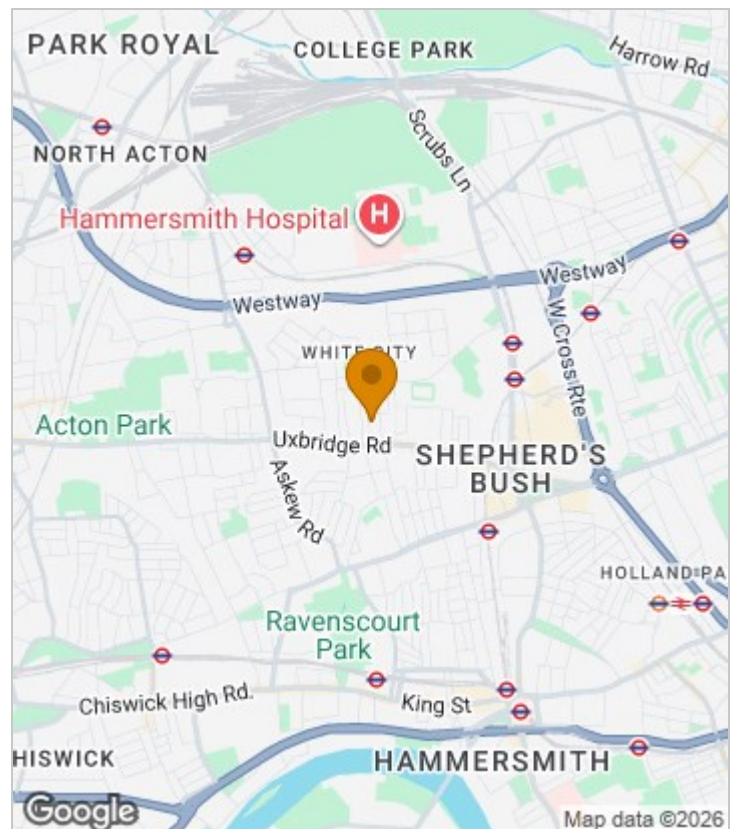 PARK ROYAL
COLLEGE PARK
Harrow Rd
NORTH ACTON
Scrubs Ln
Hammersmith Hospital
H
Westway
Westway
W Cross Rte
WHITE CITY
Acton Park
Uxbridge Rd
SHEPHERD'S
BUSH
Askew Rd
HOLLAND PA
Ravenscourt
Park
Chiswick High Rd.
King St
HISWICK
HAMMERSMITH
Google
Map data ©2026